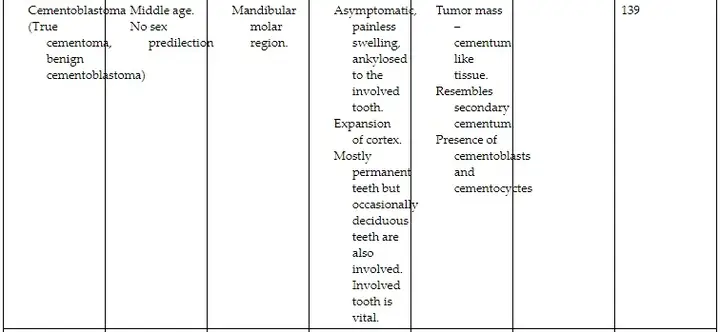 Cementoblastoma
(True
cementoma,
benign
cementoblastoma)
Middle age.
No sex
predilection
Mandibular
molar
region.
Asymptomatic,
painless
swelling,
ankylosed
to the
involved
tooth.
Expansion
of cortex.
Mostly
permanent
teeth but
occasionally
deciduous
teeth are
also
involved.
Involved
tooth is
vital.
Tumor mass
–
cementum
like
tissue.
Resembles
secondary
cementum
Presence of
cementoblasts
and
cementocyctes
139